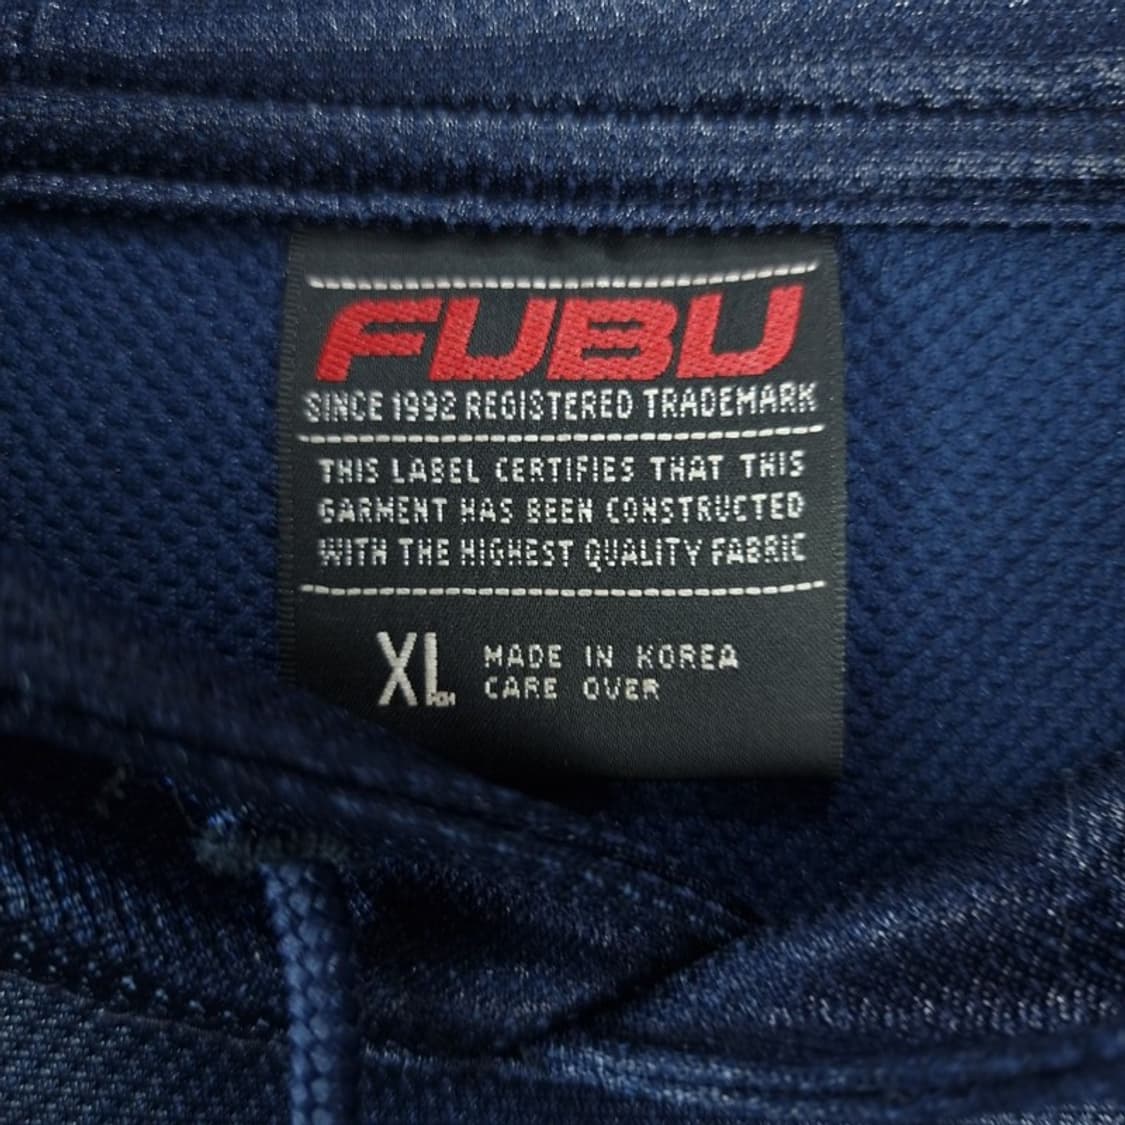 FUBU
SINCE 1992 REGISTERED TRADEMARK
THIS LABEL CERTIFIES THAT THIS
GARMENT HAS BEEN CONSTRUCTED
WITH THE HIGHEST QUALITY FABRIC
XL MADE IN KOREA
CARE OVER